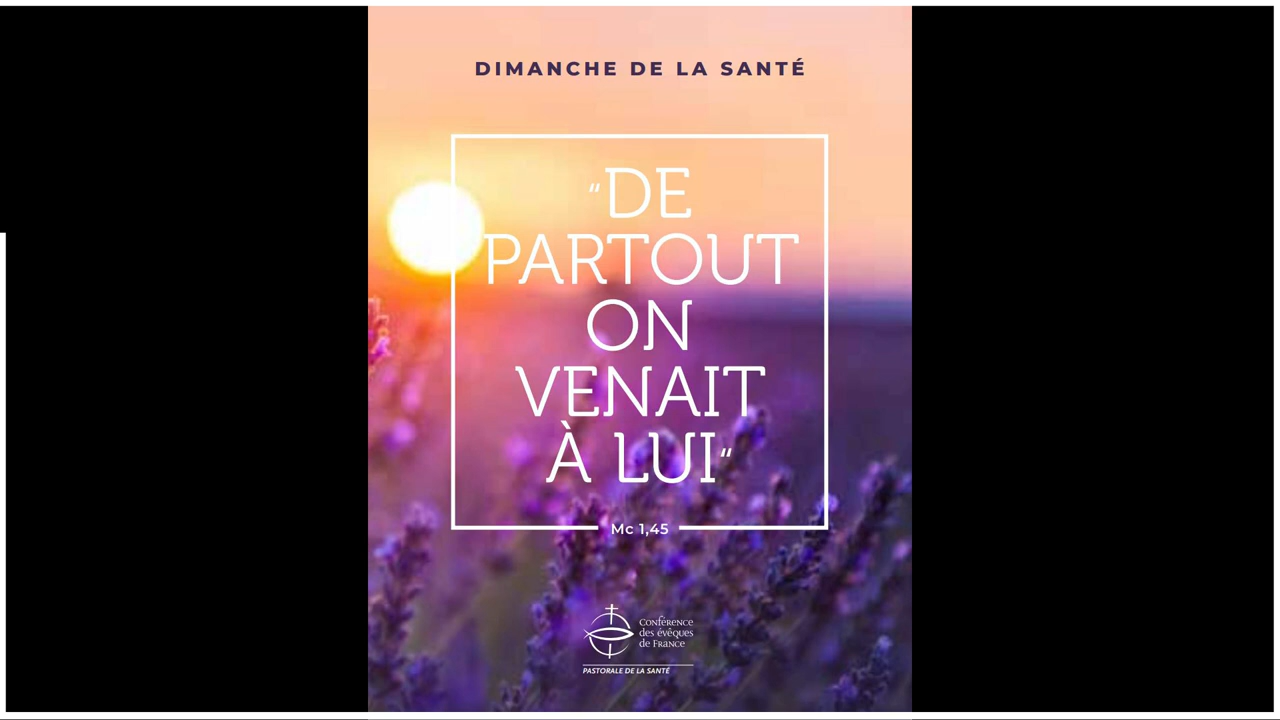 DIMANCHE DE LA SANTÉ
“DE
PARTOUT
ON
VENAIT
À LUI“
Mc 1,45
Conférence
des évêques
de France
PASTORALE DE LA SANTÉ